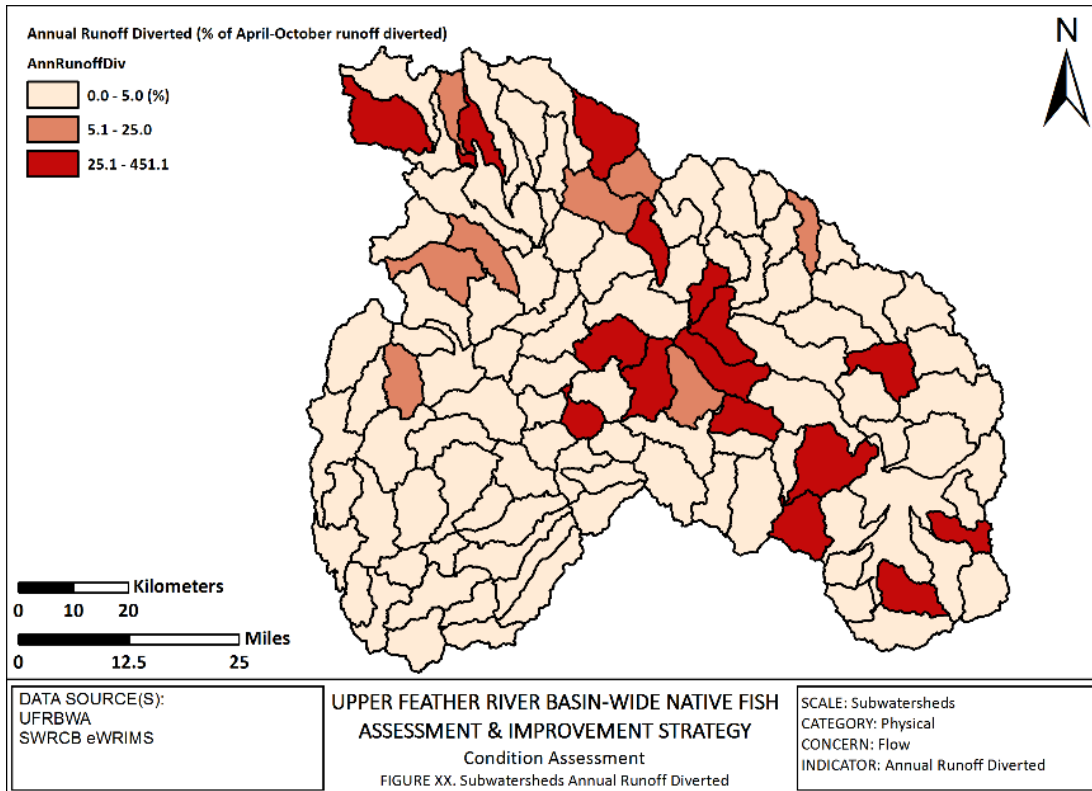 Annual Runoff Diverted (% of April-October runoff diverted)
AnnRunoffDiv
0.0 - 5.0 (%)
5.1 - 25.0
25.1 - 451.1
N
Kilometers
0 10 20
Miles
0 12.5 25
DATA SOURCE(S):
UFRBWA
SWRCB eWRIMS
UPPER FEATHER RIVER BASIN-WIDE NATIVE FISH
ASSESSMENT & IMPROVEMENT STRATEGY
Condition Assessment
FIGURE XX. Subwatersheds Annual Runoff Diverted
SCALE: Subwatersheds
CATEGORY: Physical
CONCERN: Flow
INDICATOR: Annual Runoff Diverted